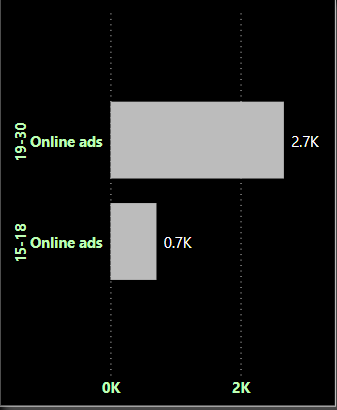 19-30
Online ads
2.7K
15-18
Online ads
0.7K
0K
2K